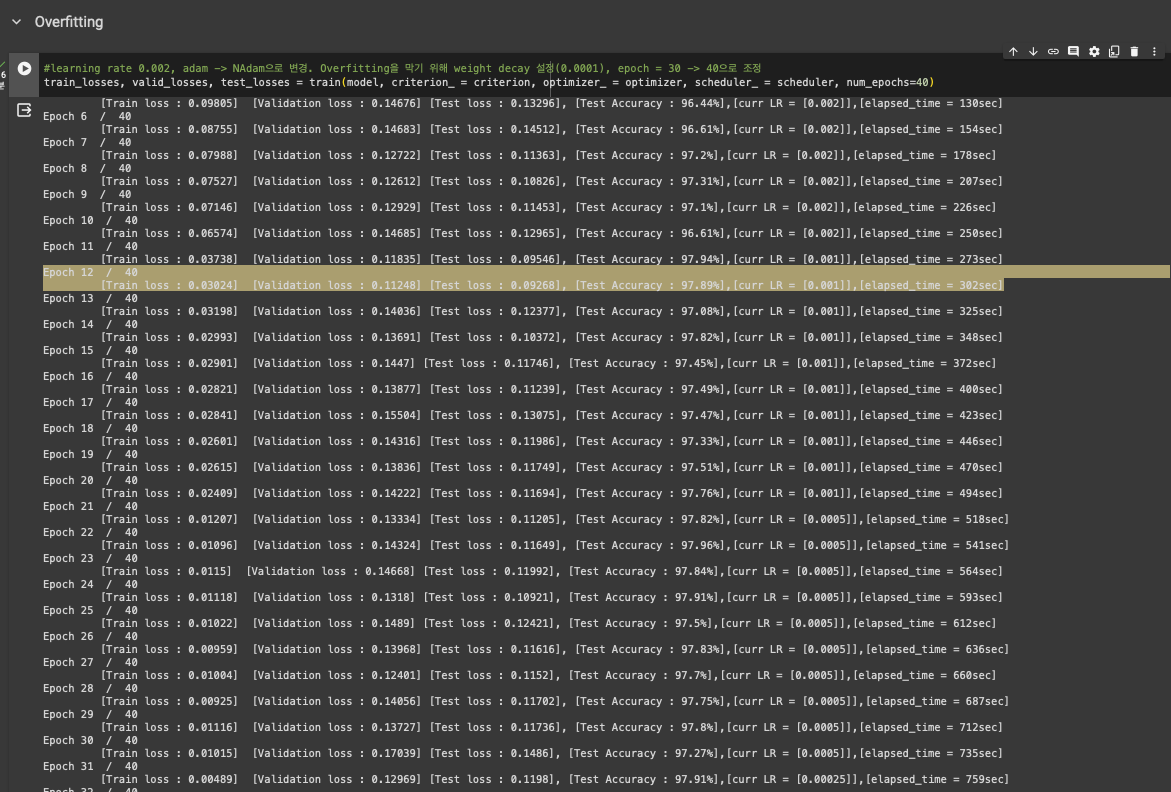 Overfitting
#learning rate 0.002, adam -> NAdam으로 변경. Overfitting을 막기 위해 weight decay 설정(0.0001), epoch = 30 -> 40으로 조정
train_losses, valid_losses, test_losses = train(model, criterion_ = criterion, optimizer_ = optimizer, scheduler_ = scheduler, num_epochs=40)
[Train loss : 0.09805]  [Validation loss : 0.14676] [Test loss : 0.13296], [Test Accuracy : 96.44%],[curr LR = [0.002]],[elapsed_time = 130sec]
Epoch 6  /  40
[Train loss : 0.08755]  [Validation loss : 0.14683] [Test loss : 0.14512], [Test Accuracy : 96.61%],[curr LR = [0.002]],[elapsed_time = 154sec]
Epoch 7  /  40
[Train loss : 0.07988]  [Validation loss : 0.12722] [Test loss : 0.11363], [Test Accuracy : 97.2%],[curr LR = [0.002]],[elapsed_time = 178sec]
Epoch 8  /  40
[Train loss : 0.07527]  [Validation loss : 0.12612] [Test loss : 0.10826], [Test Accuracy : 97.31%],[curr LR = [0.002]],[elapsed_time = 207sec]
Epoch 9  /  40
[Train loss : 0.07146]  [Validation loss : 0.12929] [Test loss : 0.11453], [Test Accuracy : 97.1%],[curr LR = [0.002]],[elapsed_time = 226sec]
Epoch 10  /  40
[Train loss : 0.06574]  [Validation loss : 0.14685] [Test loss : 0.12965], [Test Accuracy : 96.61%],[curr LR = [0.002]],[elapsed_time = 250sec]
Epoch 11  /  40
[Train loss : 0.03738]  [Validation loss : 0.11835] [Test loss : 0.09546], [Test Accuracy : 97.94%],[curr LR = [0.001]],[elapsed_time = 273sec]
Epoch 12  /  40
[Train loss : 0.03024]  [Validation loss : 0.11248] [Test loss : 0.09268], [Test Accuracy : 97.89%],[curr LR = [0.001]],[elapsed_time = 302sec]
Epoch 13  /  40
[Train loss : 0.03198]  [Validation loss : 0.14036] [Test loss : 0.12377], [Test Accuracy : 97.08%],[curr LR = [0.001]],[elapsed_time = 325sec]
Epoch 14  /  40
[Train loss : 0.02993]  [Validation loss : 0.13691] [Test loss : 0.10372], [Test Accuracy : 97.82%],[curr LR = [0.001]],[elapsed_time = 348sec]
Epoch 15  /  40
[Train loss : 0.02901]  [Validation loss : 0.1447] [Test loss : 0.11746], [Test Accuracy : 97.45%],[curr LR = [0.001]],[elapsed_time = 372sec]
Epoch 16  /  40
[Train loss : 0.02821]  [Validation loss : 0.13877] [Test loss : 0.11239], [Test Accuracy : 97.49%],[curr LR = [0.001]],[elapsed_time = 400sec]
Epoch 17  /  40
[Train loss : 0.02841]  [Validation loss : 0.15504] [Test loss : 0.13075], [Test Accuracy : 97.47%],[curr LR = [0.001]],[elapsed_time = 423sec]
Epoch 18  /  40
[Train loss : 0.02601]  [Validation loss : 0.14316] [Test loss : 0.11986], [Test Accuracy : 97.33%],[curr LR = [0.001]],[elapsed_time = 446sec]
Epoch 19  /  40
[Train loss : 0.02615]  [Validation loss : 0.13836] [Test loss : 0.11749], [Test Accuracy : 97.51%],[curr LR = [0.001]],[elapsed_time = 470sec]
Epoch 20  /  40
[Train loss : 0.02409]  [Validation loss : 0.14222] [Test loss : 0.11694], [Test Accuracy : 97.76%],[curr LR = [0.001]],[elapsed_time = 494sec]
Epoch 21  /  40
[Train loss : 0.01207]  [Validation loss : 0.13334] [Test loss : 0.11205], [Test Accuracy : 97.82%],[curr LR = [0.0005]],[elapsed_time = 518sec]
Epoch 22  /  40
[Train loss : 0.01096]  [Validation loss : 0.14324] [Test loss : 0.11649], [Test Accuracy : 97.96%],[curr LR = [0.0005]],[elapsed_time = 541sec]
Epoch 23  /  40
[Train loss : 0.0115]  [Validation loss : 0.14668] [Test loss : 0.11992], [Test Accuracy : 97.84%],[curr LR = [0.0005]],[elapsed_time = 564sec]
Epoch 24  /  40
[Train loss : 0.01118]  [Validation loss : 0.1318] [Test loss : 0.10921], [Test Accuracy : 97.91%],[curr LR = [0.0005]],[elapsed_time = 593sec]
Epoch 25  /  40
[Train loss : 0.01022]  [Validation loss : 0.1489] [Test loss : 0.12421], [Test Accuracy : 97.5%],[curr LR = [0.0005]],[elapsed_time = 612sec]
Epoch 26  /  40
[Train loss : 0.00959]  [Validation loss : 0.13968] [Test loss : 0.11616], [Test Accuracy : 97.83%],[curr LR = [0.0005]],[elapsed_time = 636sec]
Epoch 27  /  40
[Train loss : 0.01004]  [Validation loss : 0.12401] [Test loss : 0.1152], [Test Accuracy : 97.7%],[curr LR = [0.0005]],[elapsed_time = 660sec]
Epoch 28  /  40
[Train loss : 0.00925]  [Validation loss : 0.14056] [Test loss : 0.11702], [Test Accuracy : 97.75%],[curr LR = [0.0005]],[elapsed_time = 687sec]
Epoch 29  /  40
[Train loss : 0.01116]  [Validation loss : 0.13727] [Test loss : 0.11736], [Test Accuracy : 97.8%],[curr LR = [0.0005]],[elapsed_time = 712sec]
Epoch 30  /  40
[Train loss : 0.01015]  [Validation loss : 0.17039] [Test loss : 0.1486], [Test Accuracy : 97.27%],[curr LR = [0.0005]],[elapsed_time = 735sec]
Epoch 31  /  40
[Train loss : 0.00489]  [Validation loss : 0.12969] [Test loss : 0.1198], [Test Accuracy : 97.91%],[curr LR = [0.00025]],[elapsed_time = 759sec]
Epoch 32  /  40